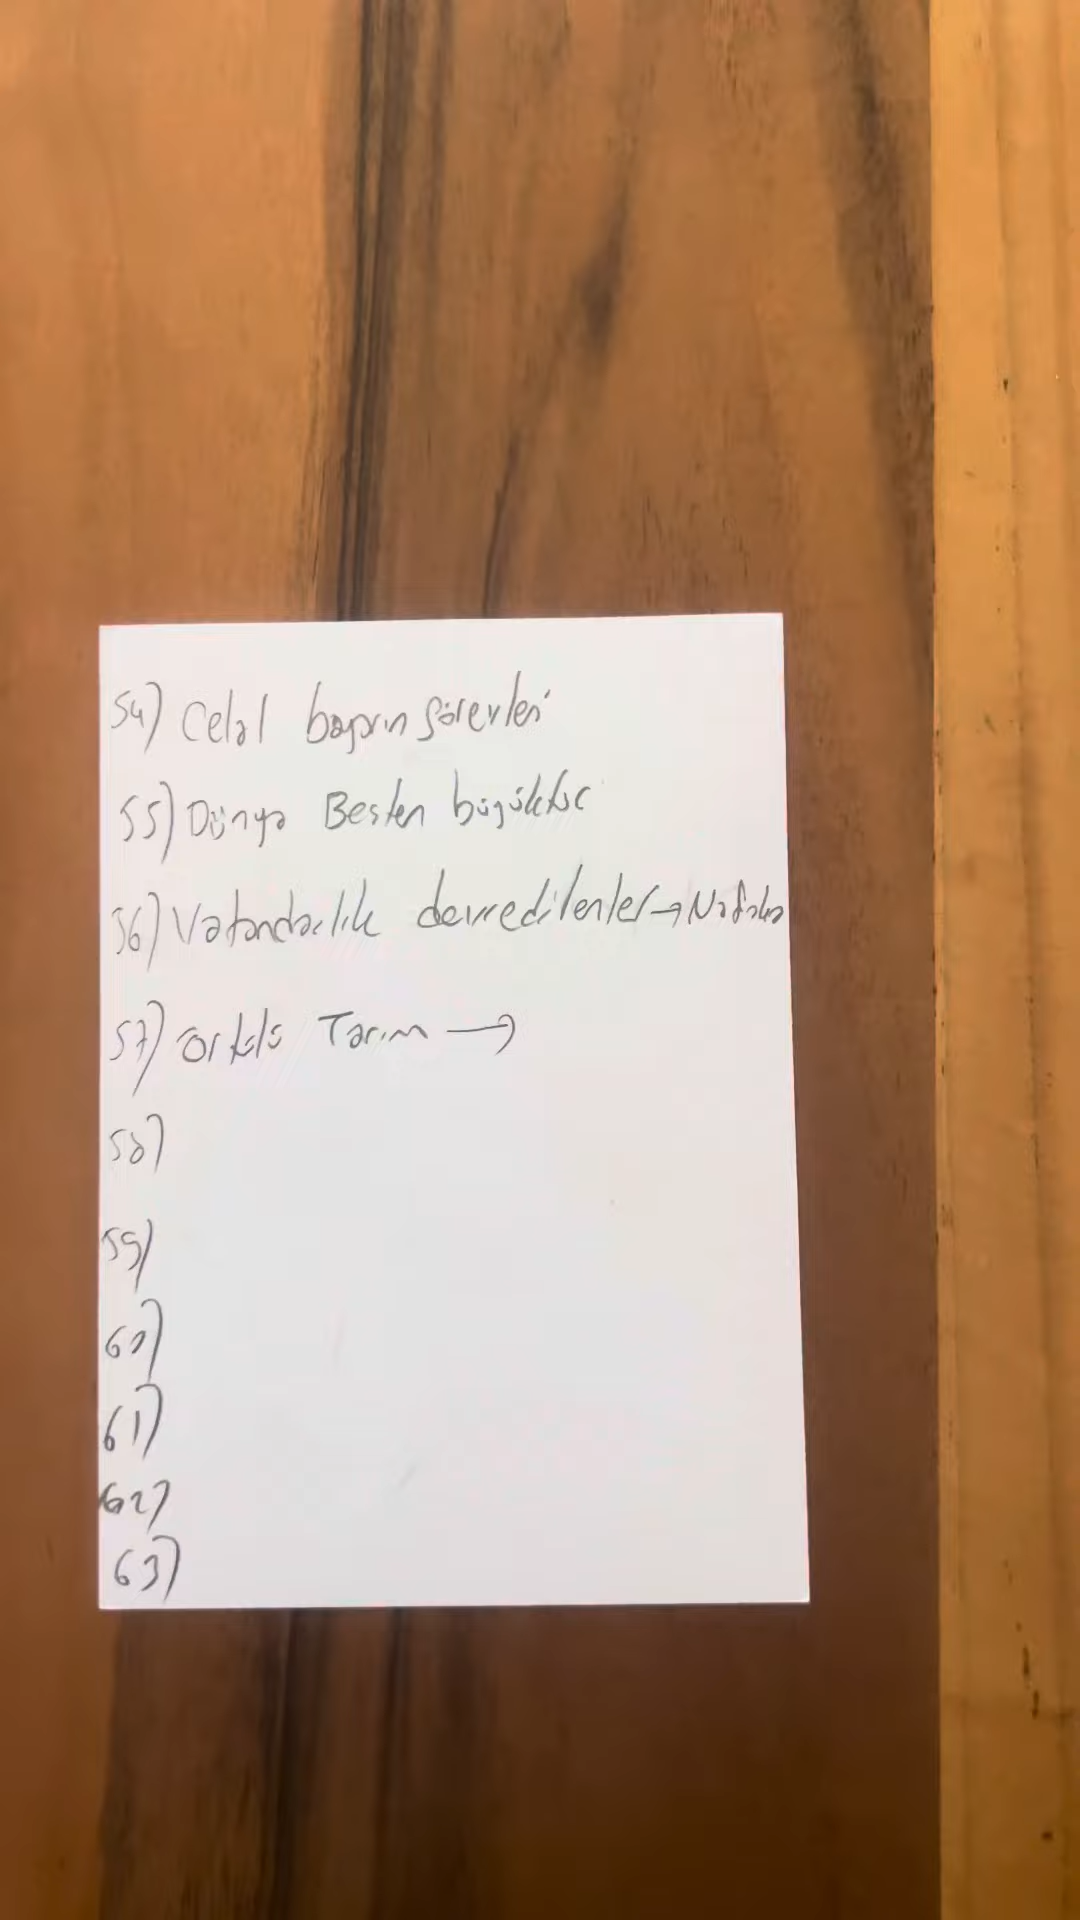 54) Celal bayarın görevleri
55) Dünya Besten büyüktür
56) Vatandaşlık devredilenler → Nafaka
57) Örtülü Tarım →
58)
59)
60)
61)
62)
63)